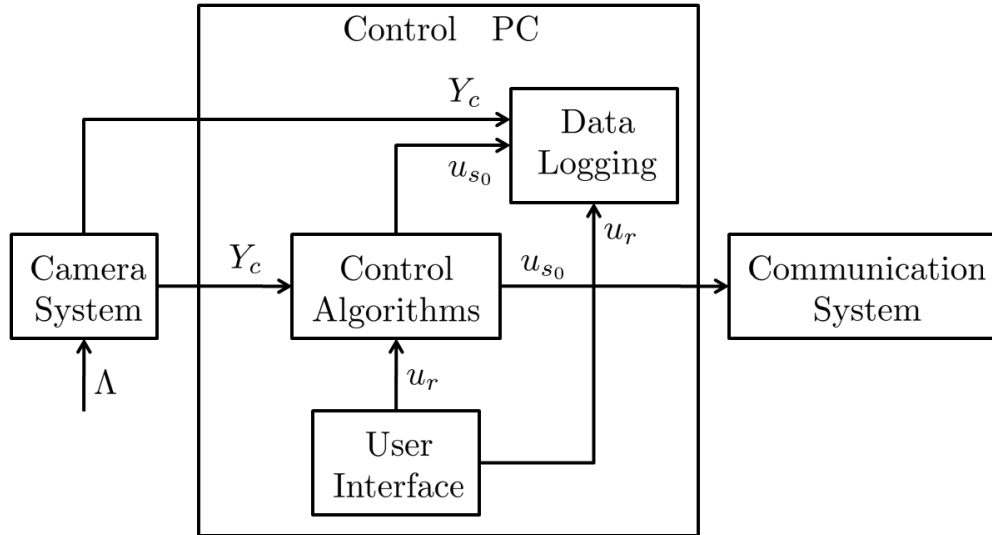 Control PC
Y_c
Data
Logging
u_{s_0}
u_r
Camera
System
Y_c
Control
Algorithms
u_{s_0}
Communication
System
Λ
u_r
User
Interface